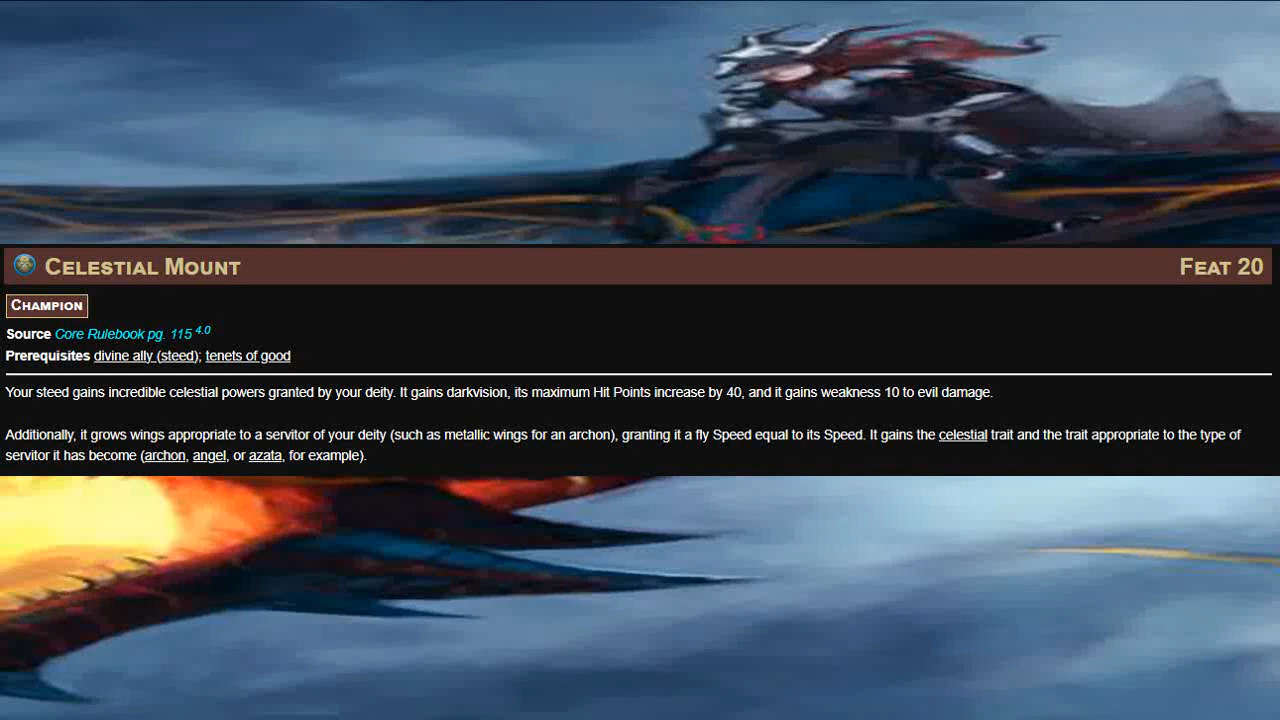 Celestial Mount Feat 20
Champion
Source Core Rulebook pg. 115 4.0
Prerequisites divine ally (steed); tenets of good
Your steed gains incredible celestial powers granted by your deity. It gains darkvision, its maximum Hit Points increase by 40, and it gains weakness 10 to evil damage.
Additionally, it grows wings appropriate to a servitor of your deity (such as metallic wings for an archon), granting it a fly Speed equal to its Speed. It gains the celestial trait and the trait appropriate to the type of
servitor it has become (archon, angel, or azata, for example).